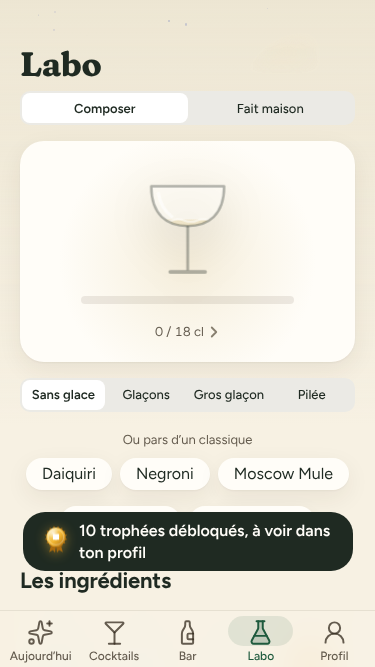 Labo
Composer
Fait maison
0 / 18 cl
Sans glace
Glaçons
Gros glaçon
Pilée
Ou pars d’un classique
Daiquiri
Negroni
Moscow Mule
10 trophées débloqués, à voir dans
ton profil
Les ingrédients
Aujourd’hui
Cocktails
Bar
Labo
Profil